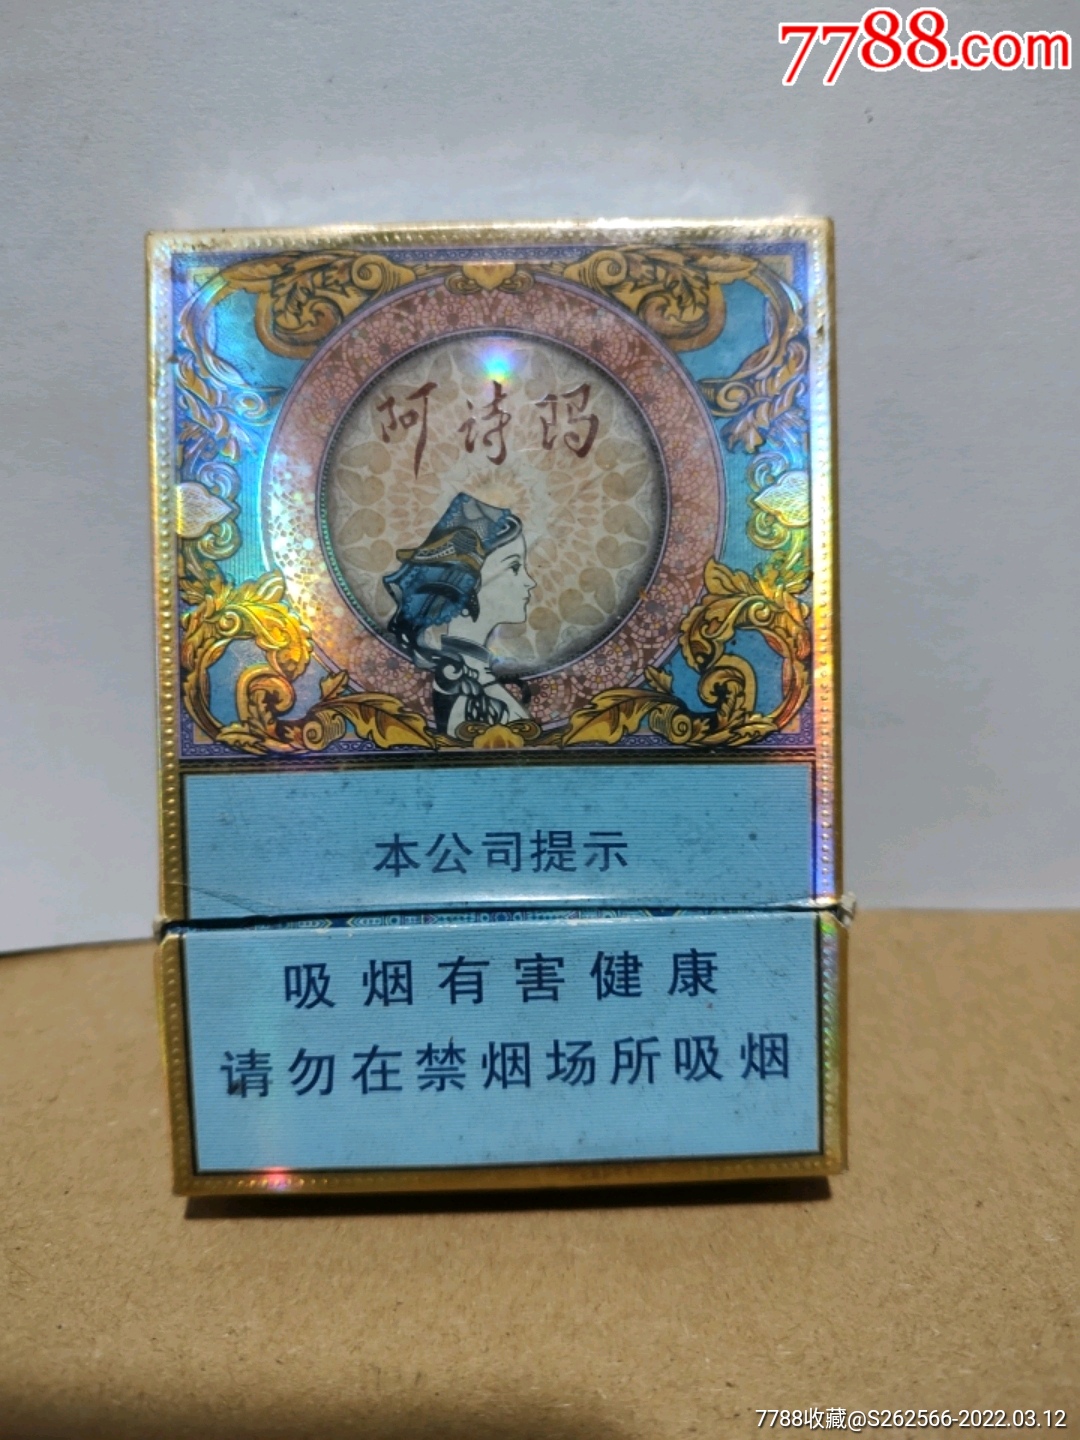 7788.com
阿诗玛
本公司提示
吸烟有害健康
请勿在禁烟场所吸烟
7788收藏@S262566-2022.03.12